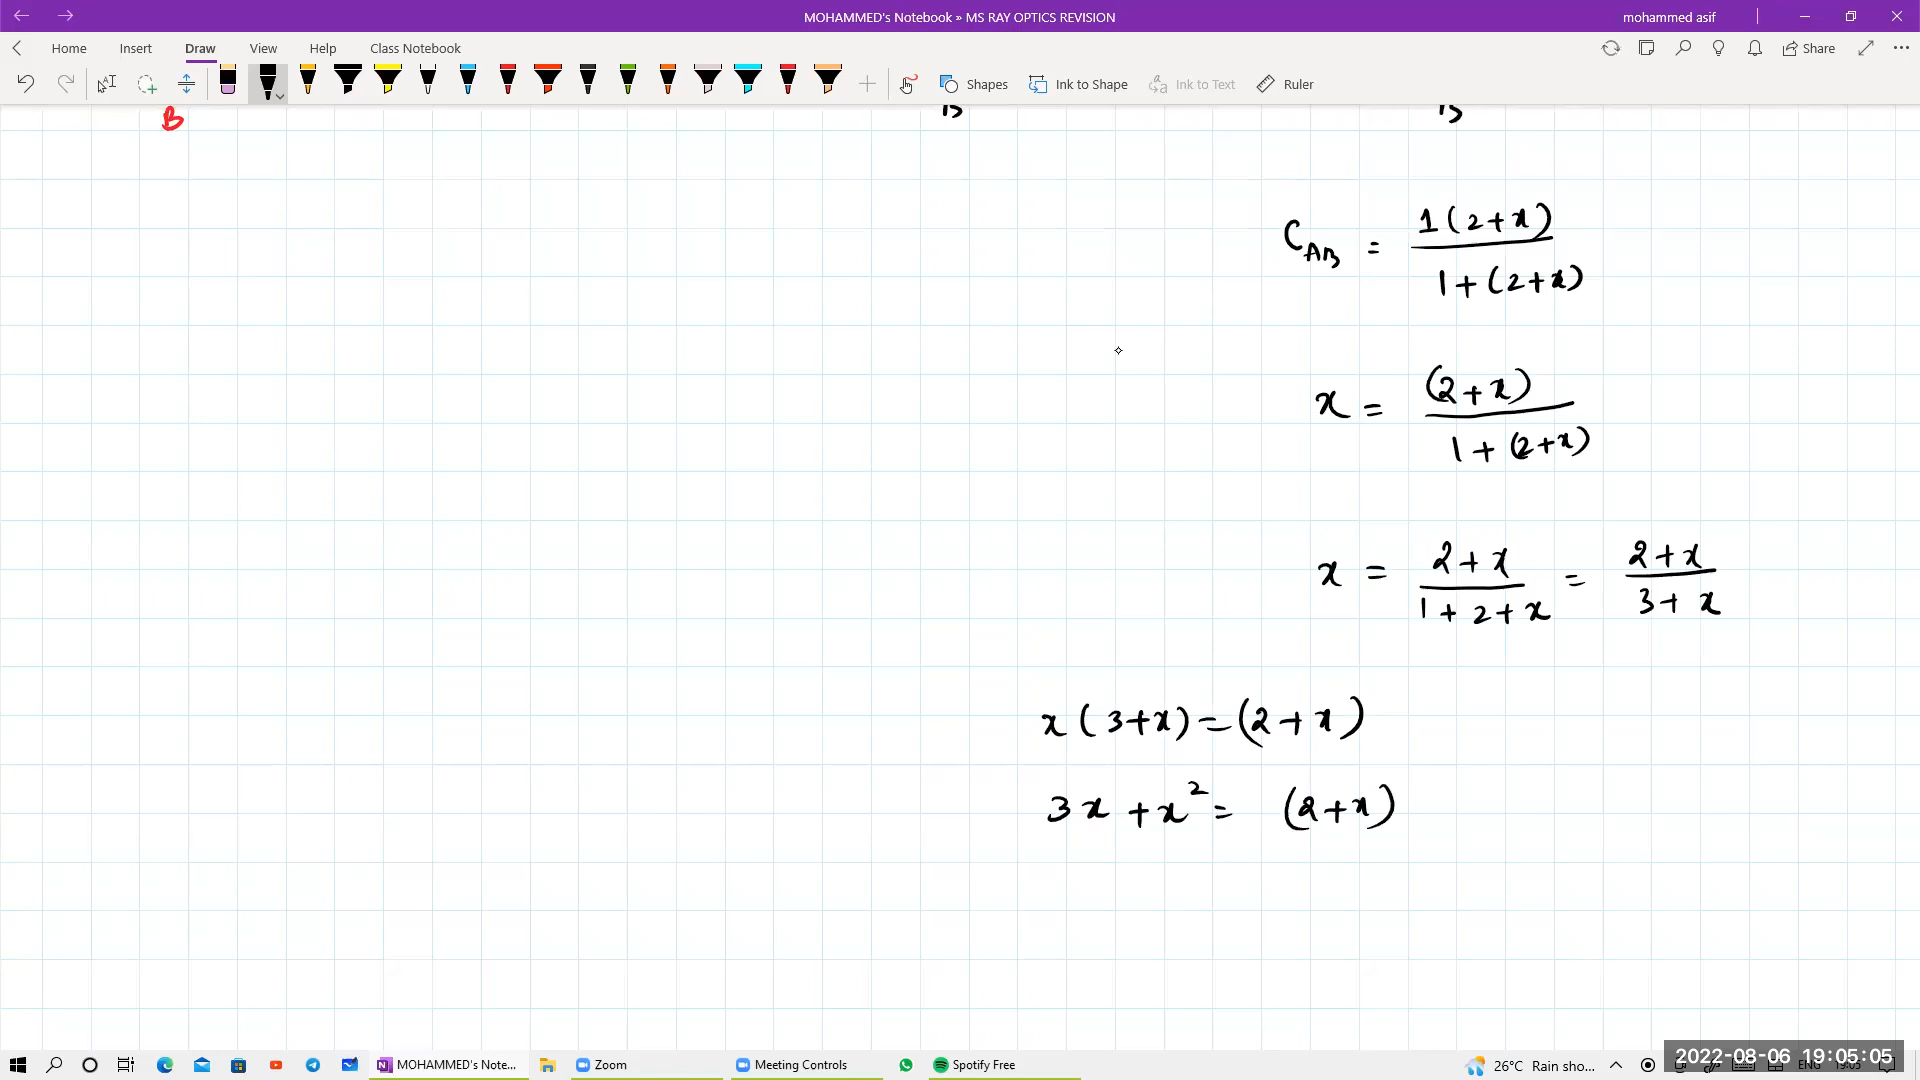 MOHAMMED's Notebook » MS RAY OPTICS REVISION
mohammed asif
Home Insert Draw View Help Class Notebook
Share
Shapes Ink to Shape Ink to Text Ruler
B B B
C_AB = 1(2+x) / 1+(2+x)
x = (2+x) / 1+(2+x)
x = 2+x / 1+2+x = 2+x / 3+x
x(3+x)=(2+x)
3x+x²= (2+x)
MOHAMMED's Note... Zoom Meeting Controls Spotify Free 26°C Rain sho... ENG
2022-08-06 19:05:05